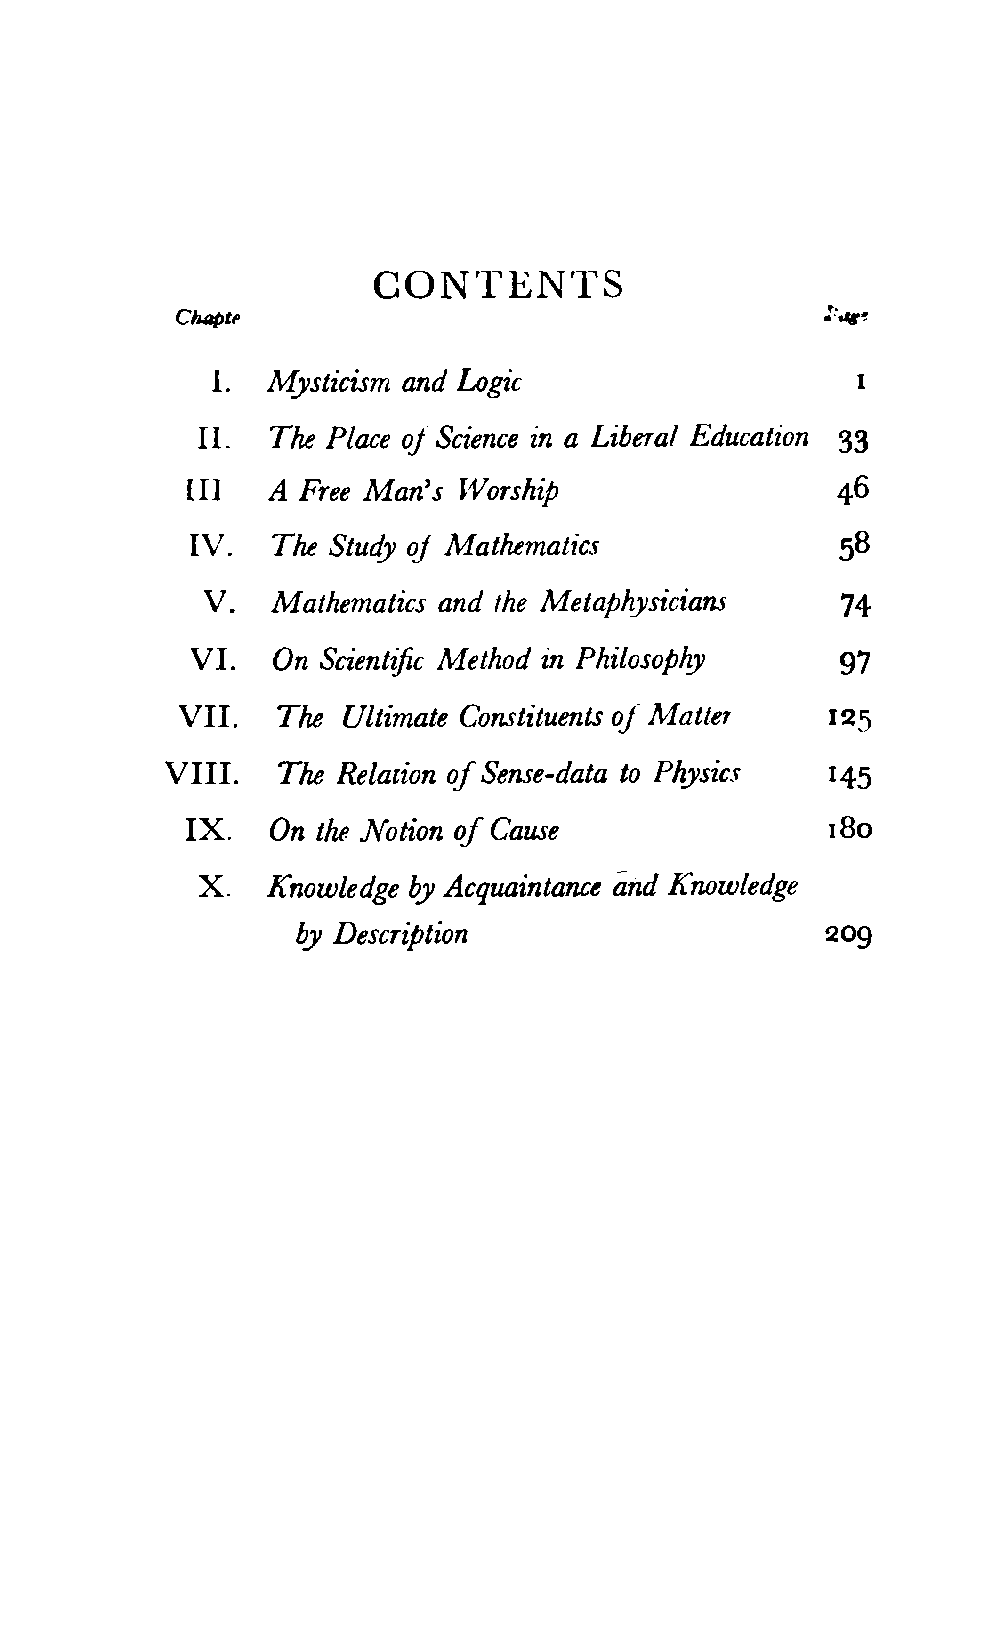 CONTENTS
Chapte Page
I. Mysticism and Logic 1
II. The Place of Science in a Liberal Education 33
III A Free Man's Worship 46
IV. The Study of Mathematics 58
V. Mathematics and the Metaphysicians 74
VI. On Scientific Method in Philosophy 97
VII. The Ultimate Constituents of Matter 125
VIII. The Relation of Sense-data to Physics 145
IX. On the Notion of Cause 180
X. Knowledge by Acquaintance and Knowledge
by Description 209